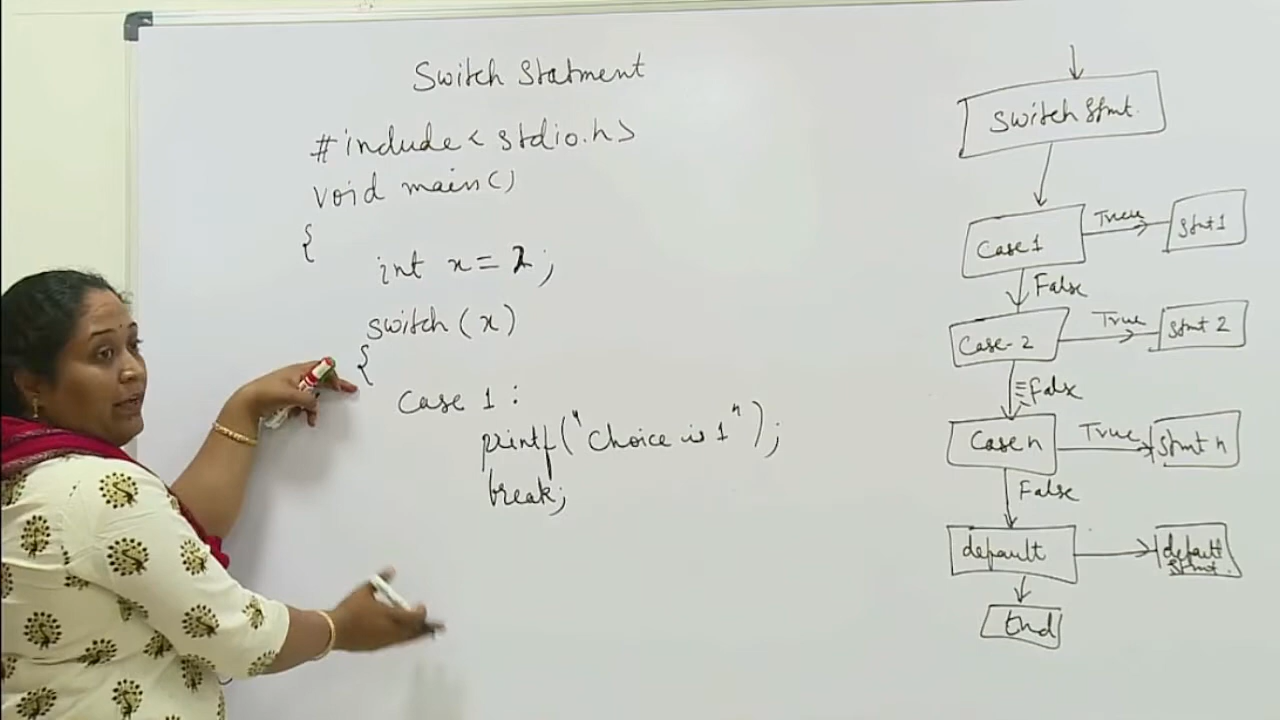 Switch Statment
#include < stdio.h>
void main()
{
int x = 2;
switch (x)
{
case 1 :
printf("Choice is 1");
break;
Switch Stmt.
Case 1
True
Stmt 1
False
Case-2
True
Stmt 2
False
Case n
True
Stmt n
False
default
default
Stmt.
End